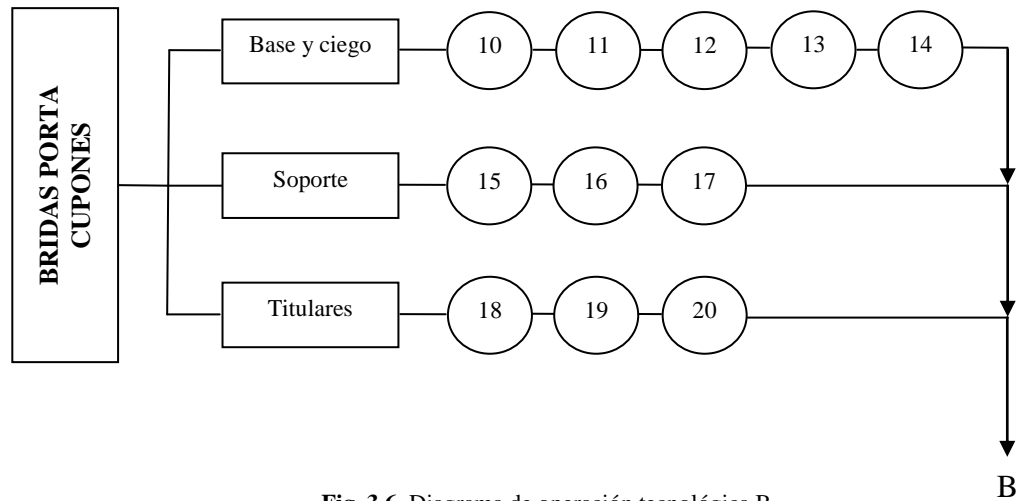 BRIDAS PORTA
CUPONES
Base y ciego
10
11
12
13
14
Soporte
15
16
17
Titulares
18
19
20
B
Fig. 3.6. Diagrama de operación tecnológico B